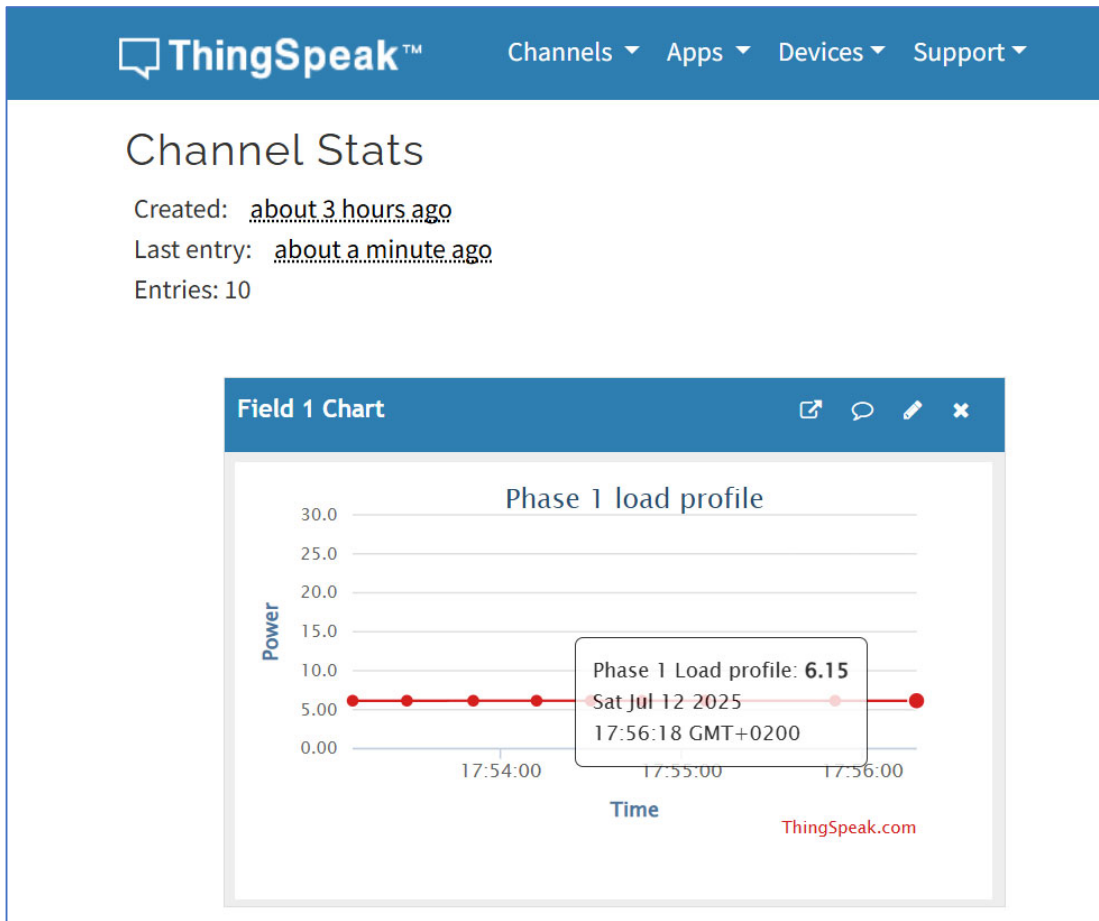 ThingSpeak™ Channels Apps Devices Support
Channel Stats
Created: about 3 hours ago
Last entry: about a minute ago
Entries: 10
Field 1 Chart
Phase 1 load profile
30.0
25.0
20.0
15.0
10.0
5.00
0.00
Power
Phase 1 Load profile: 6.15
Sat Jul 12 2025
17:56:18 GMT+0200
17:54:00 17:55:00 17:56:00
Time
ThingSpeak.com